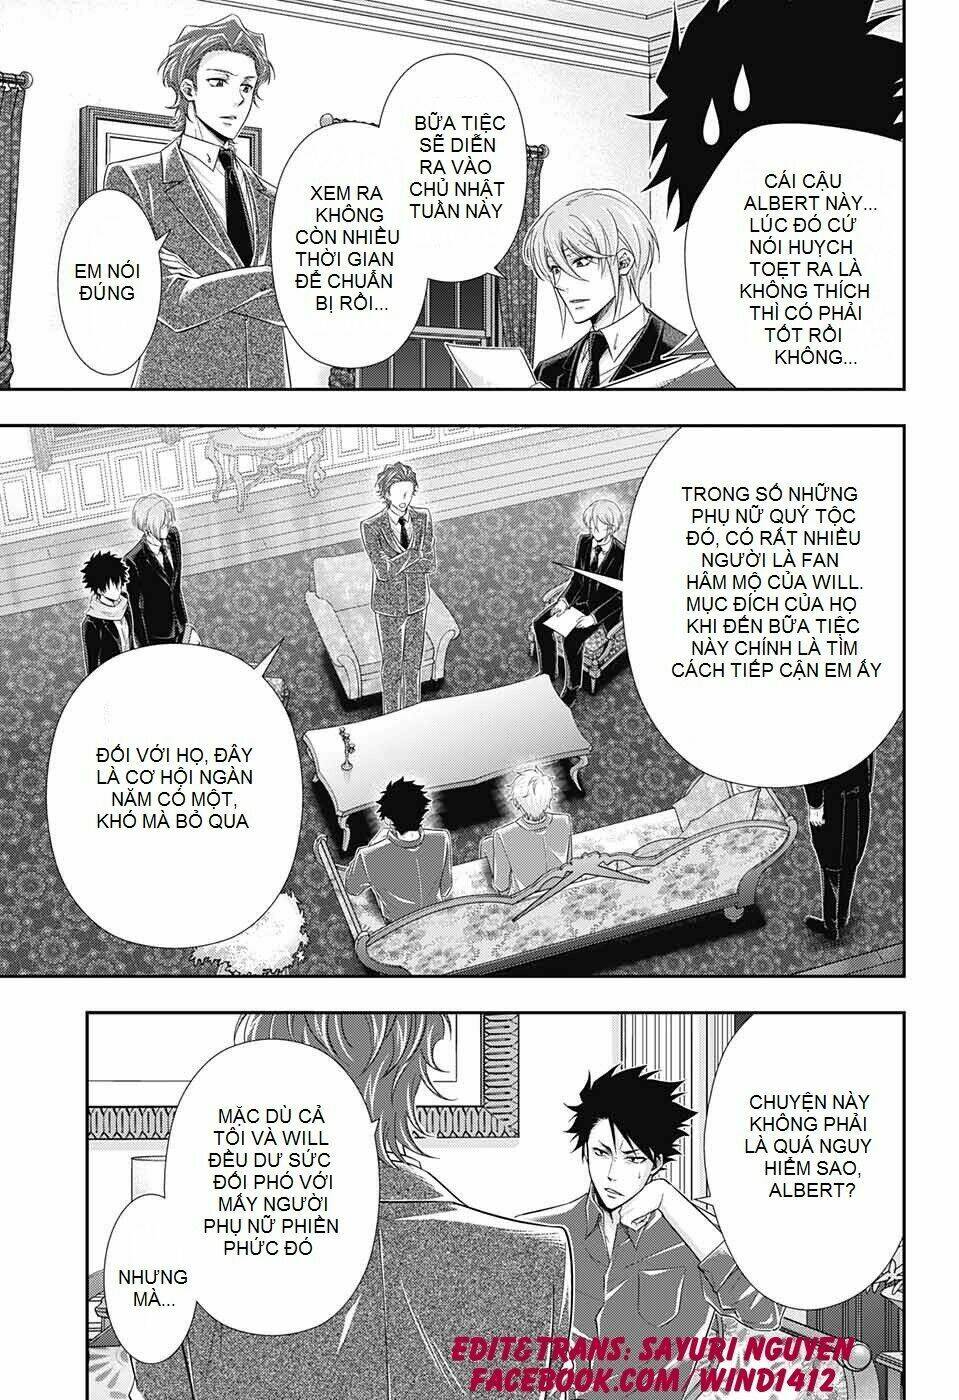 CÁI CẬU
ALBERT NÀY...
LÚC ĐÓ CỨ
NÓI HUỴCH
TOẸT RA LÀ
KHÔNG THÍCH
THÌ CÓ PHẢI
TỐT RỒI
KHÔNG...
BỮA TIỆC
SẼ DIỄN
RA VÀO
CHỦ NHẬT
TUẦN NÀY
XEM RA
KHÔNG
CÒN NHIỀU
THỜI GIAN
ĐỂ CHUẨN
BỊ RỒI...
EM NÓI
ĐÚNG
TRONG SỐ NHỮNG
PHỤ NỮ QUÝ TỘC
ĐÓ, CÓ RẤT NHIỀU
NGƯỜI LÀ FAN
HÂM MỘ CỦA WILL.
MỤC ĐÍCH CỦA HỌ
KHI ĐẾN BỮA TIỆC
NÀY CHÍNH LÀ TÌM
CÁCH TIẾP CẬN EM ẤY
ĐỐI VỚI HỌ, ĐÂY
LÀ CƠ HỘI NGÀN
NĂM CÓ MỘT,
KHÓ MÀ BỎ QUA
CHUYỆN NÀY
KHÔNG PHẢI
LÀ QUÁ NGUY
HIỂM SAO,
ALBERT?
MẶC DÙ CẢ
TÔI VÀ WILL
ĐỀU DƯ SỨC
ĐỐI PHÓ VỚI
MẤY NGƯỜI
PHỤ NỮ PHIỀN
PHỨC ĐÓ
NHƯNG
MÀ...
EDIT&TRANS: SAYURI NGUYEN
FACEBOOK.COM/WIND1412